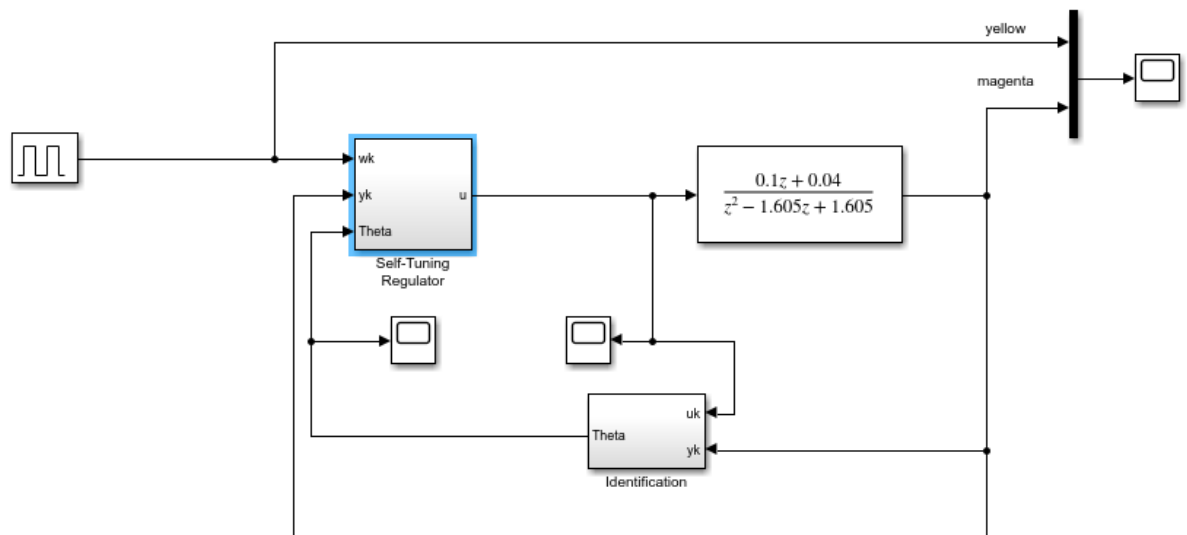 yellow
magenta
wk
yk
Theta
u
Self-Tuning
Regulator
0.1z + 0.04
z² − 1.605z + 1.605
uk
Theta
yk
Identification